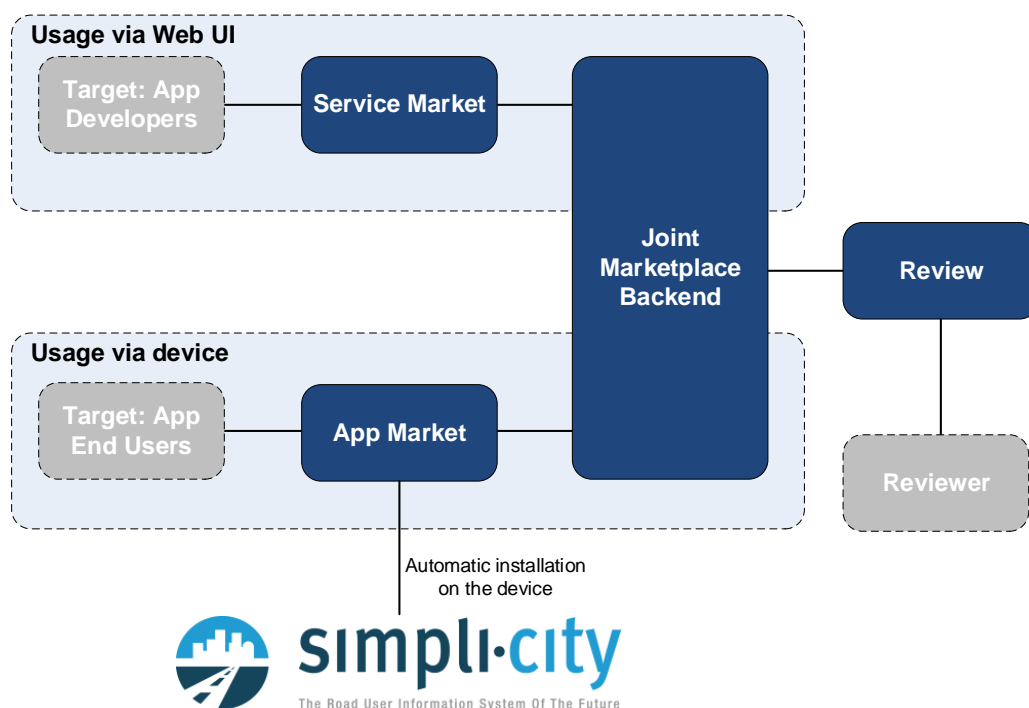 Usage via Web UI
Target: App
Developers
Service Market
Joint
Marketplace
Backend
Review
Usage via device
Target: App
End Users
App Market
Reviewer
Automatic installation
on the device
simpli·city
The Road User Information System Of The Future